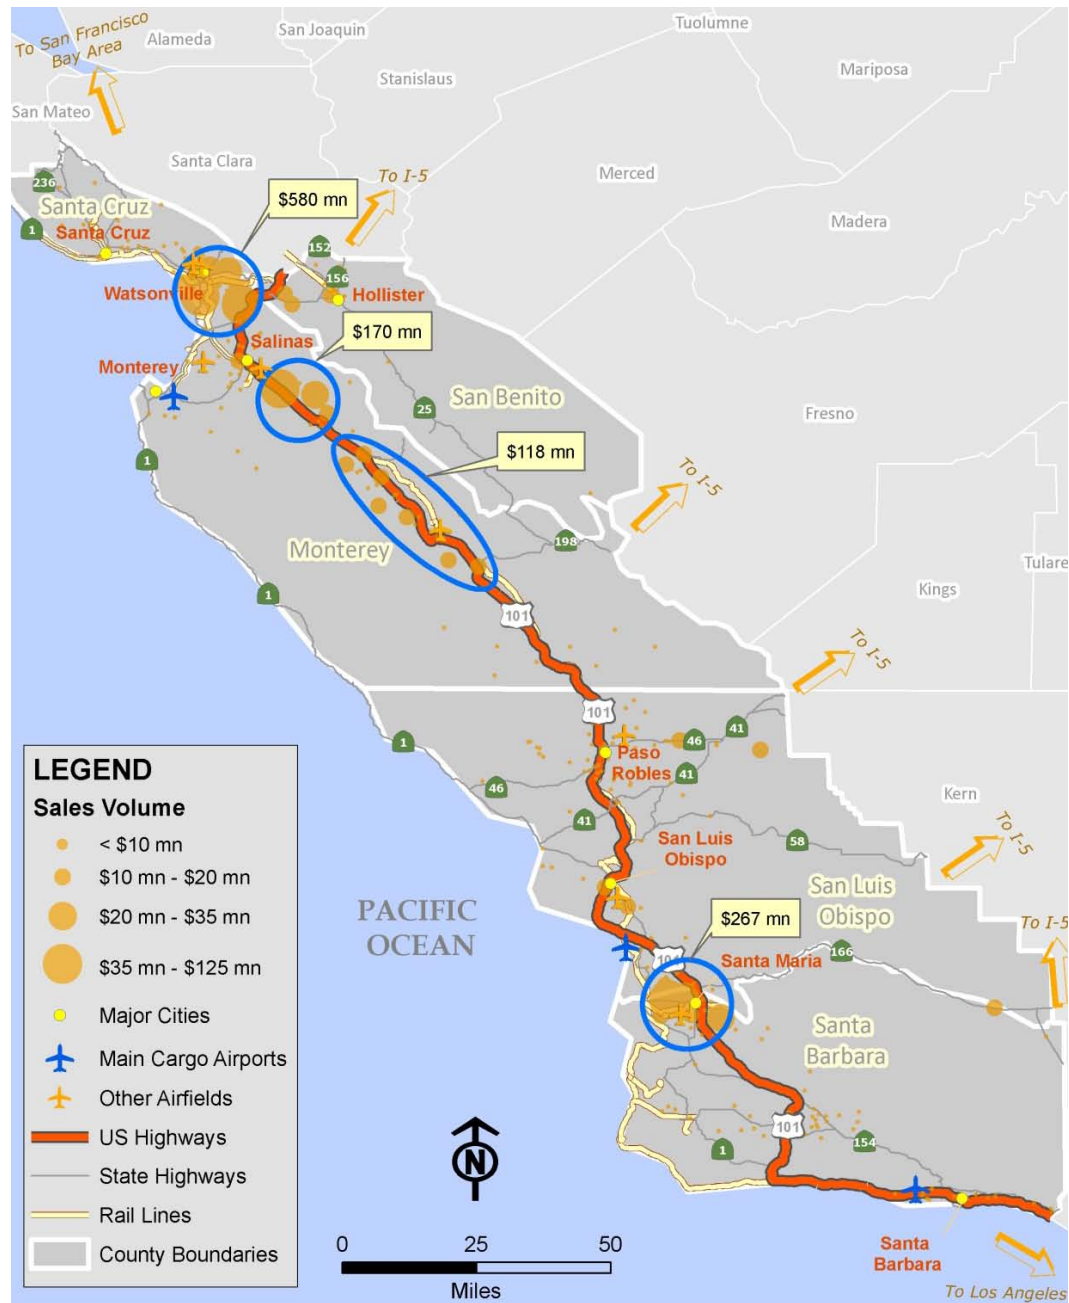 To San Francisco
Bay Area
Alameda
San Joaquin
Tuolumne
Stanislaus
Mariposa
San Mateo
Santa Clara
Merced
To I-5
236
$580 mn
Santa Cruz
Madera
1
Santa Cruz
152
156
Watsonville
Hollister
$170 mn
Salinas
Monterey
San Benito
25
Fresno
1
$118 mn
To I-5
Monterey
198
Tulare
Kings
1
101
To I-5
101
1
46
41
Paso
Robles
41
46
Kern
41
58
To I-5
San Luis
Obispo
San Luis
Obispo
PACIFIC
OCEAN
$267 mn
To I-5
101
Santa Maria
166
Santa
Barbara
101
154
1
Santa
Barbara
To Los Angeles
LEGEND
Sales Volume
< $10 mn
$10 mn - $20 mn
$20 mn - $35 mn
$35 mn - $125 mn
Major Cities
Main Cargo Airports
Other Airfields
US Highways
State Highways
Rail Lines
County Boundaries
N
0
25
50
Miles